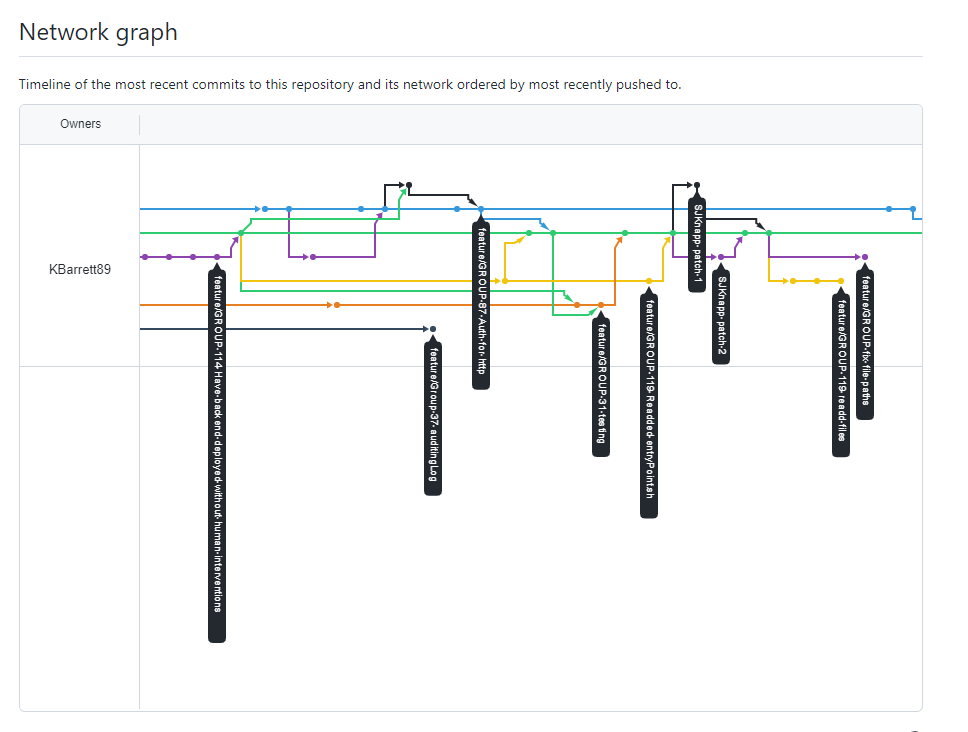 Network graph
Timeline of the most recent commits to this repository and its network ordered by most recently pushed to.
Owners
KBarrett89
feature/GROUP-114-Have-backend-deployed-without-human-interventions
feature/Group-37-auditingLog
feature/GROUP-87-Auth-for-http
feature/GROUP-31-testing
feature/GROUP-119-Readded-entryPoint.sh
SJKnapp-patch-1
SJKnapp-patch-2
feature/GROUP-119-readd-files
feature/GROUP-fix-file-paths